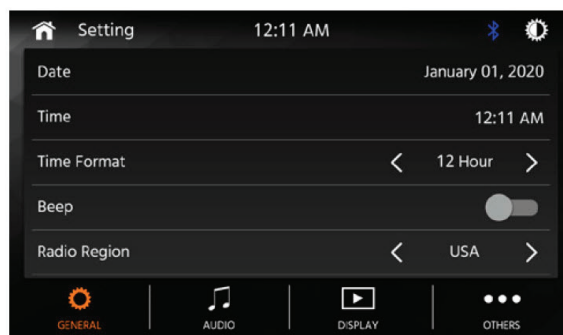 Setting 12:11 AM
Date January 01, 2020
Time 12:11 AM
Time Format 12 Hour
Beep
Radio Region USA
GENERAL AUDIO DISPLAY OTHERS